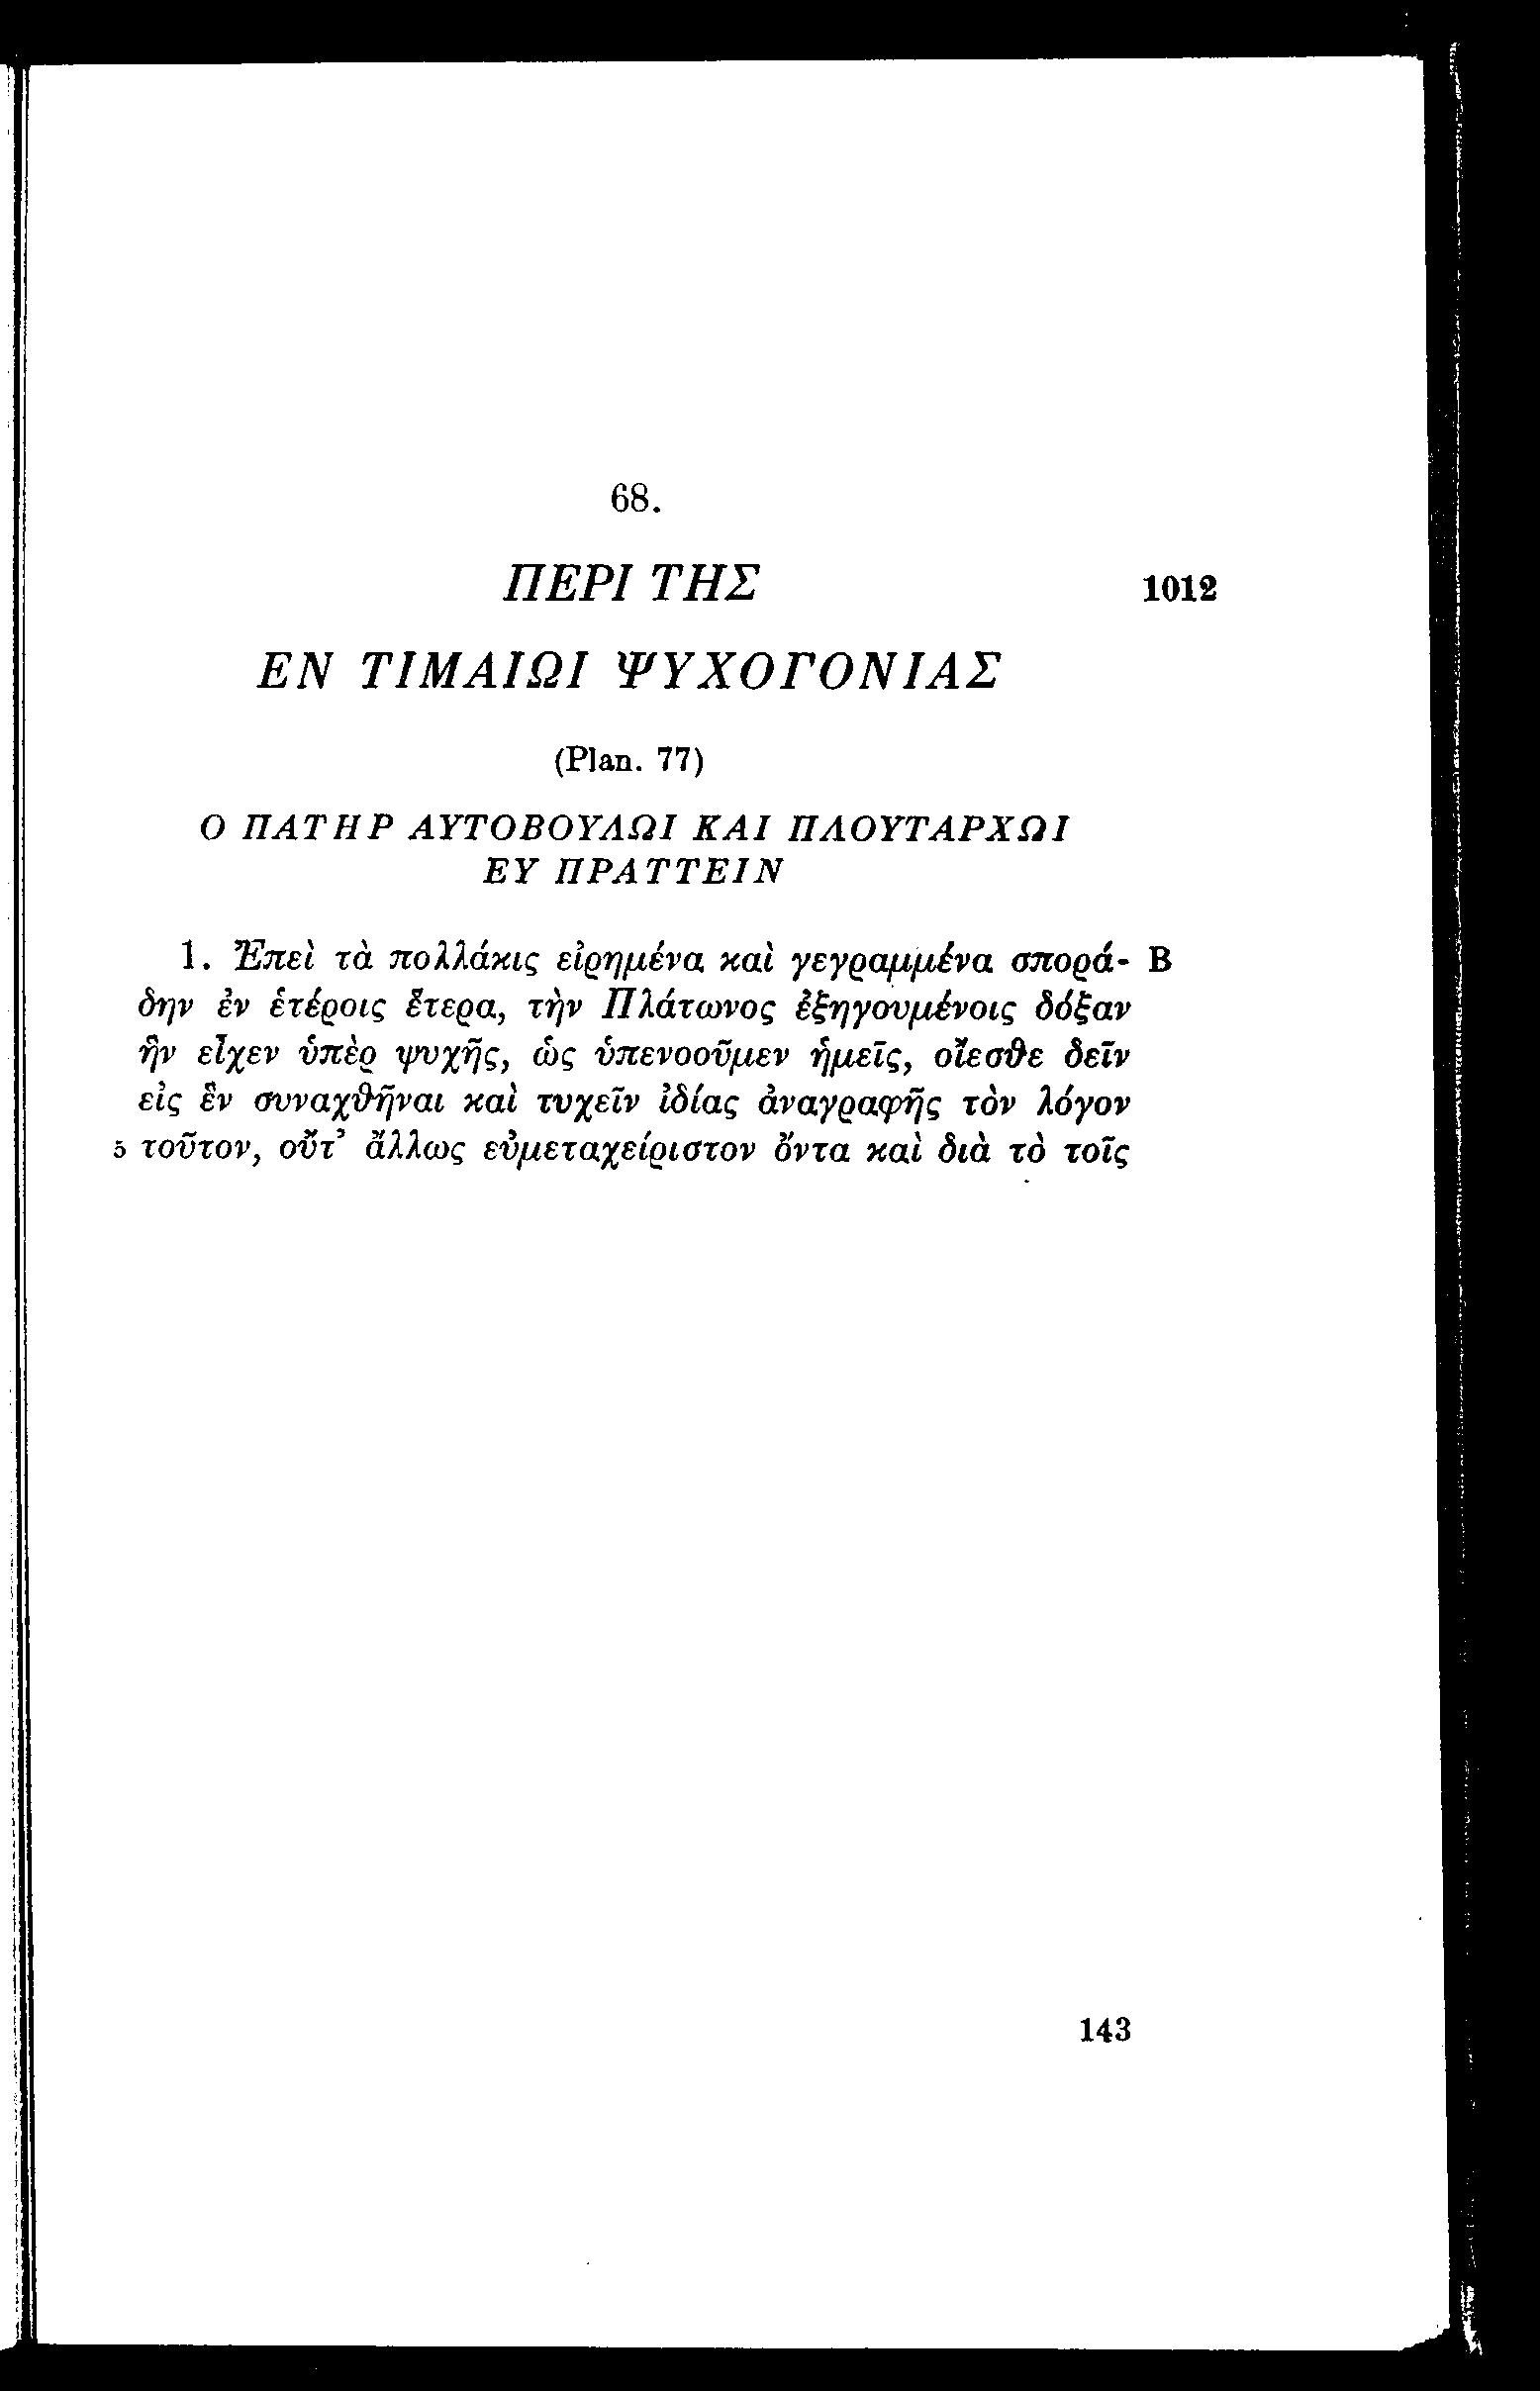 68.
ΠΕΡΙ ΤΗΣ 1012
ΕΝ ΤΙΜΑΙΩΙ ΨΥΧΟΓΟΝΙΑΣ
(Plan. 77)
Ο ΠΑΤΗΡ ΑΥΤΟΒΟΥΛΩΙ ΚΑΙ ΠΛΟΥΤΑΡΧΩΙ
ΕΥ ΠΡΑΤΤΕΙΝ
1. Ἐπεὶ τὰ πολλάκις εἰρημένα καὶ γεγραμμένα σπορά- B
δην ἐν ἑτέροις ἕτερα, τὴν Πλάτωνος ἐξηγουμένοις δόξαν
ἣν εἶχεν ὑπὲρ ψυχῆς, ὡς ὑπενοοῦμεν ἡμεῖς, οἴεσθε δεῖν
εἰς ἓν συναχθῆναι καὶ τυχεῖν ἰδίας ἀναγραφῆς τὸν λόγον
5 τοῦτον, οὔτ’ ἄλλως εὐμεταχείριστον ὄντα καὶ διὰ τὸ τοῖς
143